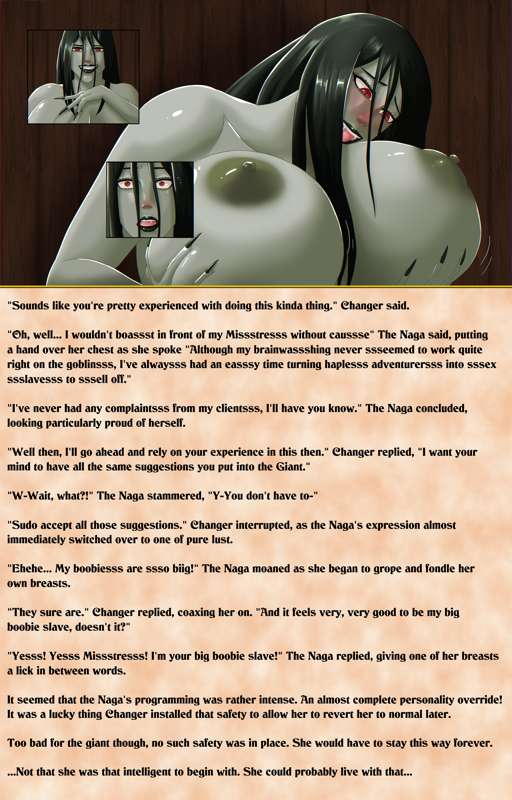 "Sounds like you're pretty experienced with doing this kinda thing." Changer said.
"Oh, well... I wouldn't boassst in front of my Missstresss without caussse" The Naga said, putting
a hand over her chest as she spoke "Although my brainwassshing never ssseemed to work quite
right on the goblinsss, I've alwaysss had an easssy time turning haplesss adventurersss into sssex
ssslavesss to sssell off."
"I've never had any complaintsss from my clientsss, I'll have you know." The Naga concluded,
looking particularly proud of herself.
"Well then, I'll go ahead and rely on your experience in this then." Changer replied, "I want your
mind to have all the same suggestions you put into the Giant."
"W-Wait, what?!" The Naga stammered, "Y-You don't have to-"
"Sudo accept all those suggestions." Changer interrupted, as the Naga's expression almost
immediately switched over to one of pure lust.
"Ehehe... My boobiesss are ssso biig!" The Naga moaned as she began to grope and fondle her
own breasts.
"They sure are." Changer replied, coaxing her on. "And it feels very, very good to be my big
boobie slave, doesn't it?"
"Yesss! Yesss Missstresss! I'm your big boobie slave!" The Naga replied, giving one of her breasts
a lick in between words.
It seemed that the Naga's programming was rather intense. An almost complete personality override!
It was a lucky thing Changer installed that safety to allow her to revert her to normal later.
Too bad for the giant though, no such safety was in place. She would have to stay this way forever.
...Not that she was that intelligent to begin with. She could probably live with that...